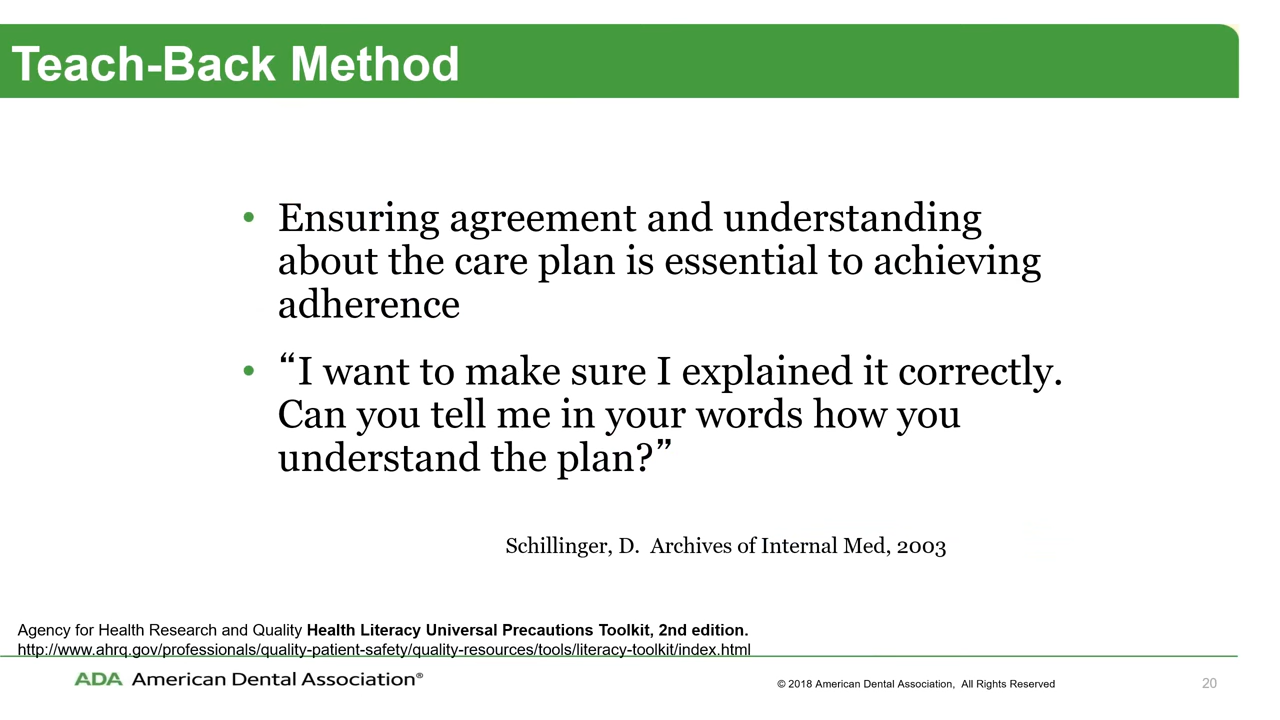 Teach-Back Method
• Ensuring agreement and understanding
about the care plan is essential to achieving
adherence
• “I want to make sure I explained it correctly.
Can you tell me in your words how you
understand the plan?”
Schillinger, D.  Archives of Internal Med, 2003
Agency for Health Research and Quality Health Literacy Universal Precautions Toolkit, 2nd edition.
http://www.ahrq.gov/professionals/quality-patient-safety/quality-resources/tools/literacy-toolkit/index.html
ADA American Dental Association®
© 2018 American Dental Association,  All Rights Reserved
20